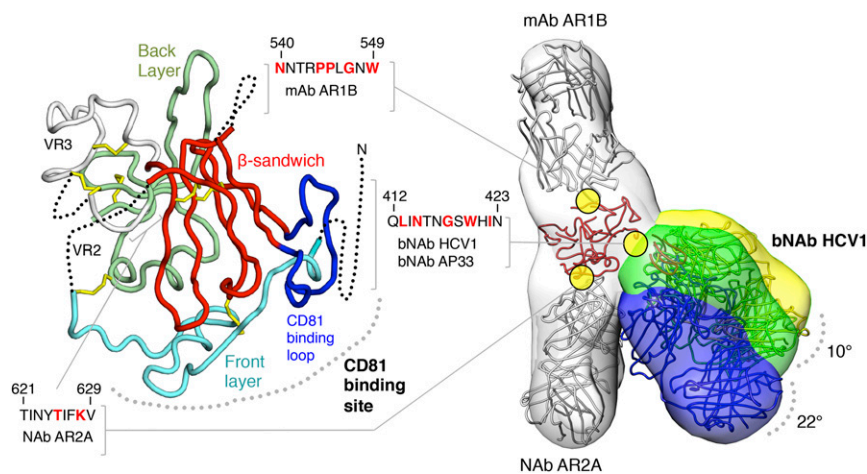 mAb AR1B
Back
Layer
540 549
NNTRPPLGNW
mAb AR1B
VR3
β-sandwich
N
412 423
QLINTNGSWHIN
bNAb HCV1
bNAb AP33
bNAb HCV1
VR2
CD81
binding
loop
Front
layer
CD81
binding
site
10°
22°
621 629
TINYTIFKV
NAb AR2A
NAb AR2A